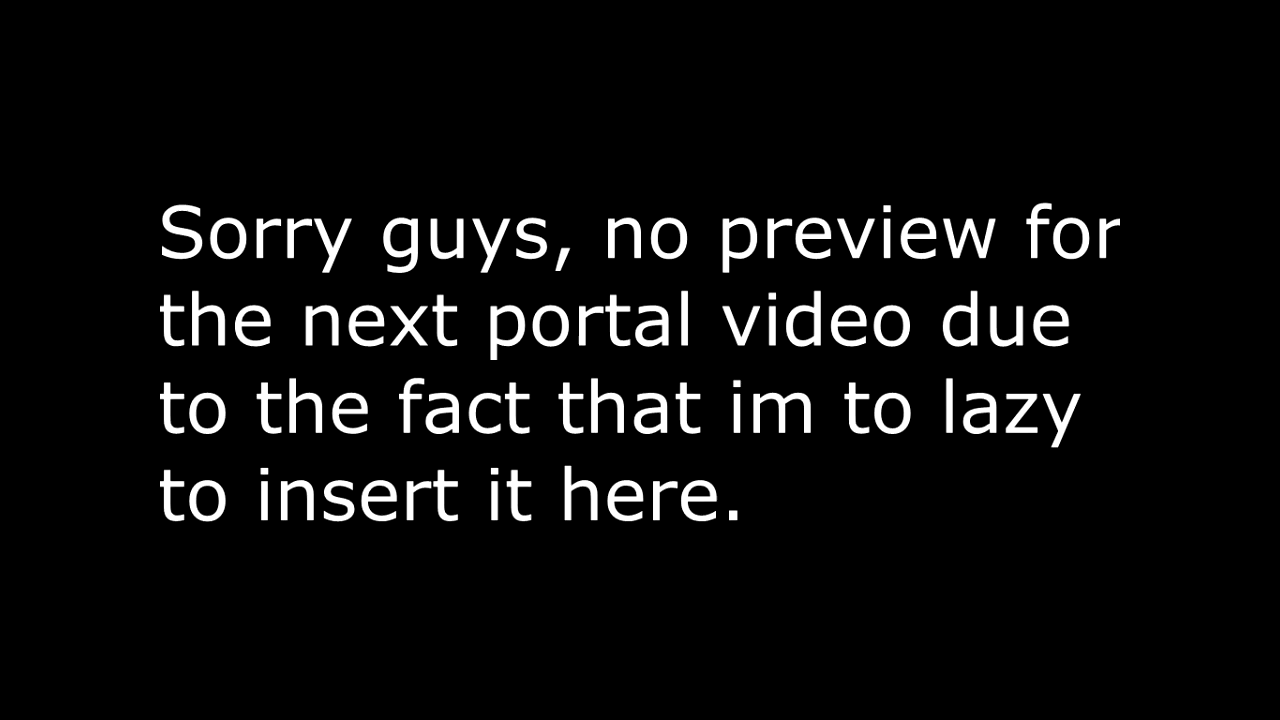 Sorry guys, no preview for
the next portal video due
to the fact that im to lazy
to insert it here.